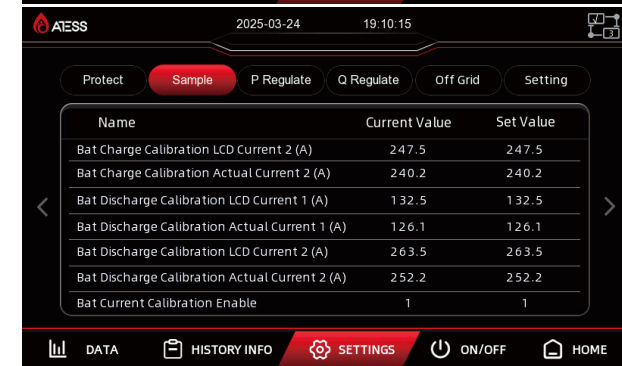 ATESS 2025-03-24 19:10:15
3
Protect Sample P Regulate Q Regulate Off Grid Setting
Name Current Value Set Value
Bat Charge Calibration LCD Current 2 (A) 247.5 247.5
Bat Charge Calibration Actual Current 2 (A) 240.2 240.2
Bat Discharge Calibration LCD Current 1 (A) 132.5 132.5
Bat Discharge Calibration Actual Current 1 (A) 126.1 126.1
Bat Discharge Calibration LCD Current 2 (A) 263.5 263.5
Bat Discharge Calibration Actual Current 2 (A) 252.2 252.2
Bat Current Calibration Enable 1 1
DATA HISTORY INFO SETTINGS ON/OFF HOME